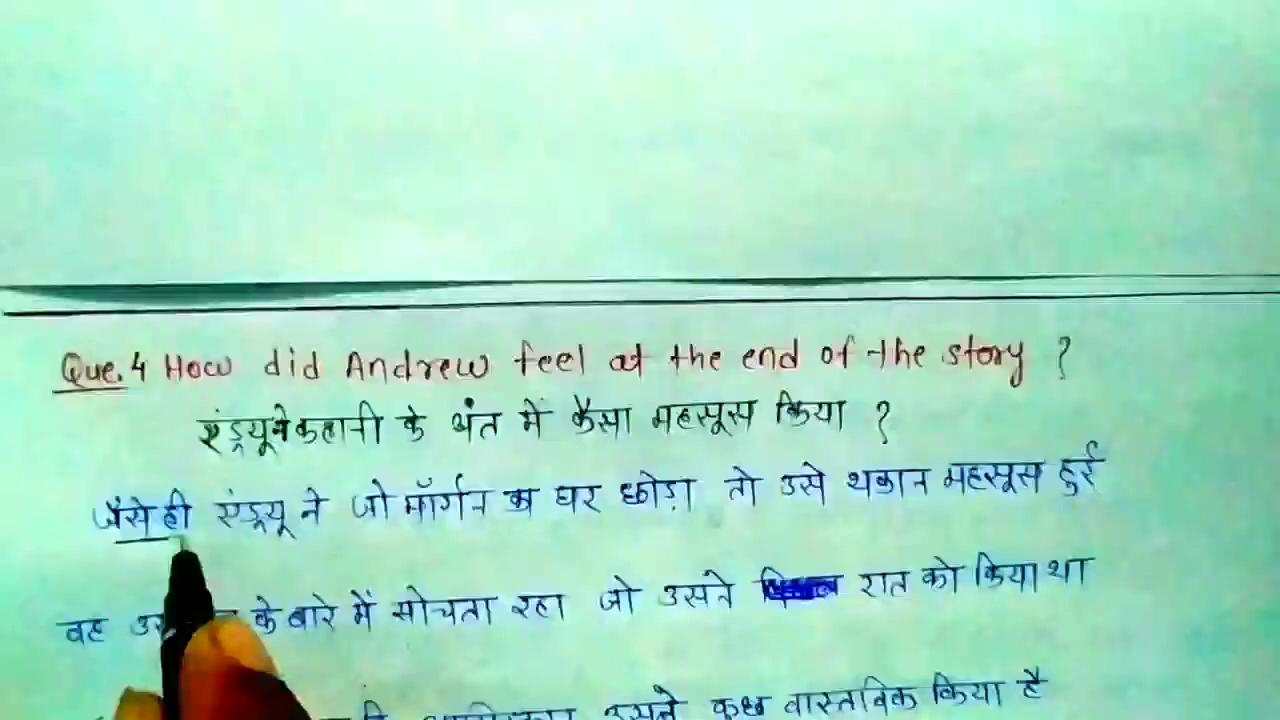 Que. 4 How did Andrew feel at the end of the story ?
एंड्र्यू ने कहानी के अंत में कैसा महसूस किया ?
जैसे ही एंड्र्यू ने जो मॉर्गन का घर छोड़ा तो उसे थकान महसूस हुई
वह के बारे में सोचता रहा जो उसने रात को किया था
उसने कुछ वास्तविक किया है